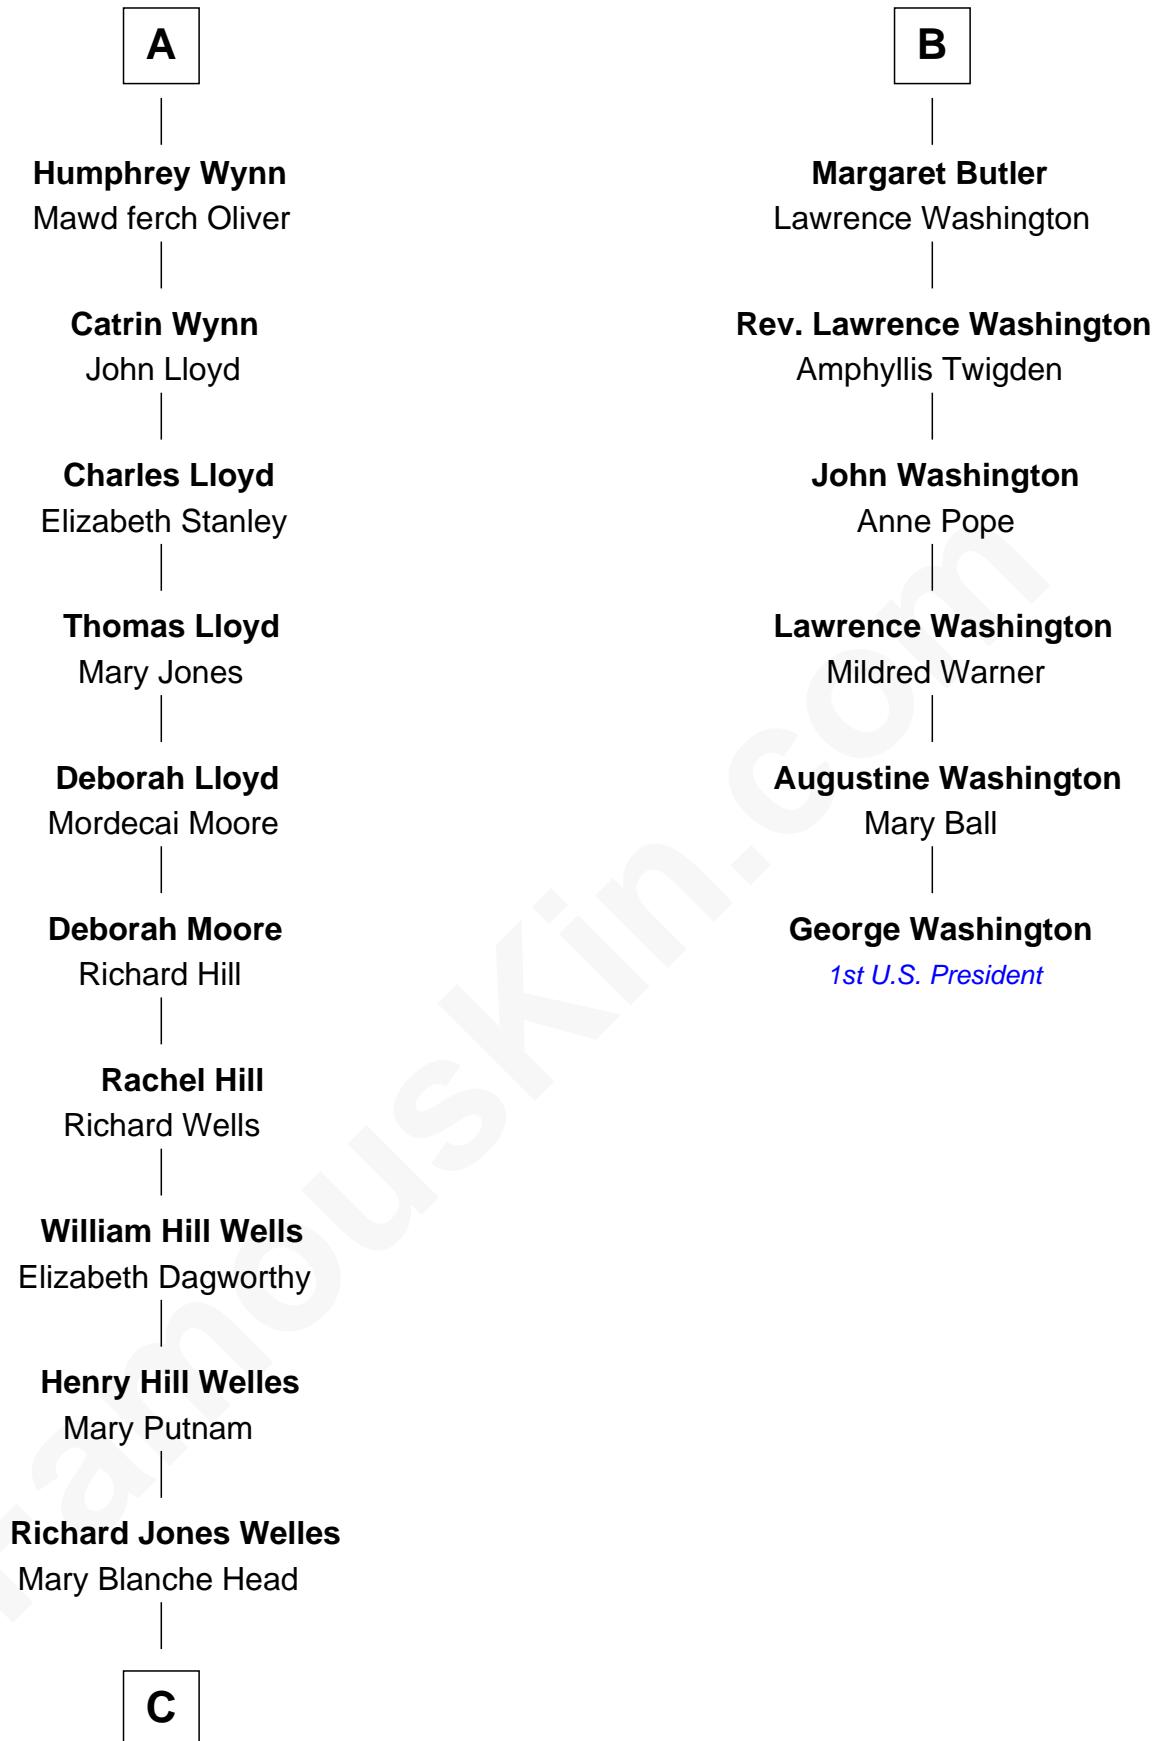 A
Humphrey Wynn
Mawd ferch Oliver
Catrin Wynn
John Lloyd
Charles Lloyd
Elizabeth Stanley
Thomas Lloyd
Mary Jones
Deborah Lloyd
Mordecai Moore
Deborah Moore
Richard Hill
Rachel Hill
Richard Wells
William Hill Wells
Elizabeth Dagworthy
Henry Hill Welles
Mary Putnam
Richard Jones Welles
Mary Blanche Head
C
B
Margaret Butler
Lawrence Washington
Rev. Lawrence Washington
Amphyllis Twigden
John Washington
Anne Pope
Lawrence Washington
Mildred Warner
Augustine Washington
Mary Ball
George Washington
1st U.S. President
FamousKin.com